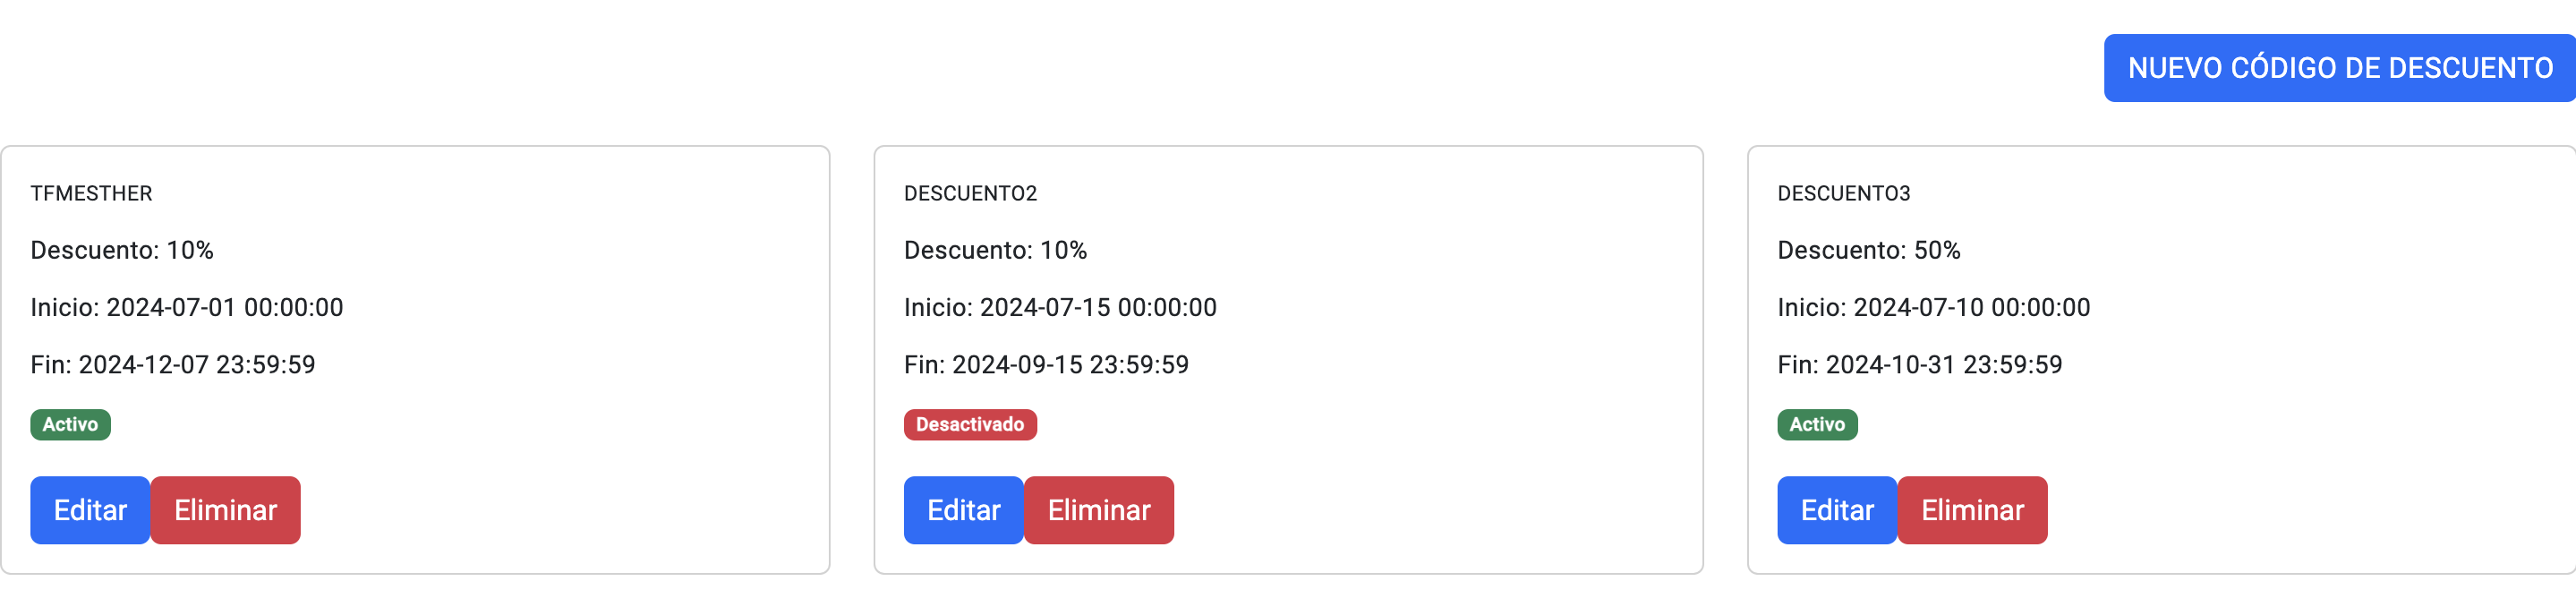 NUEVO CÓDIGO DE DESCUENTO
TFMESTHER
Descuento: 10%
Inicio: 2024-07-01 00:00:00
Fin: 2024-12-07 23:59:59
Activo
Editar
Eliminar
DESCUENTO2
Descuento: 10%
Inicio: 2024-07-15 00:00:00
Fin: 2024-09-15 23:59:59
Desactivado
Editar
Eliminar
DESCUENTO3
Descuento: 50%
Inicio: 2024-07-10 00:00:00
Fin: 2024-10-31 23:59:59
Activo
Editar
Eliminar